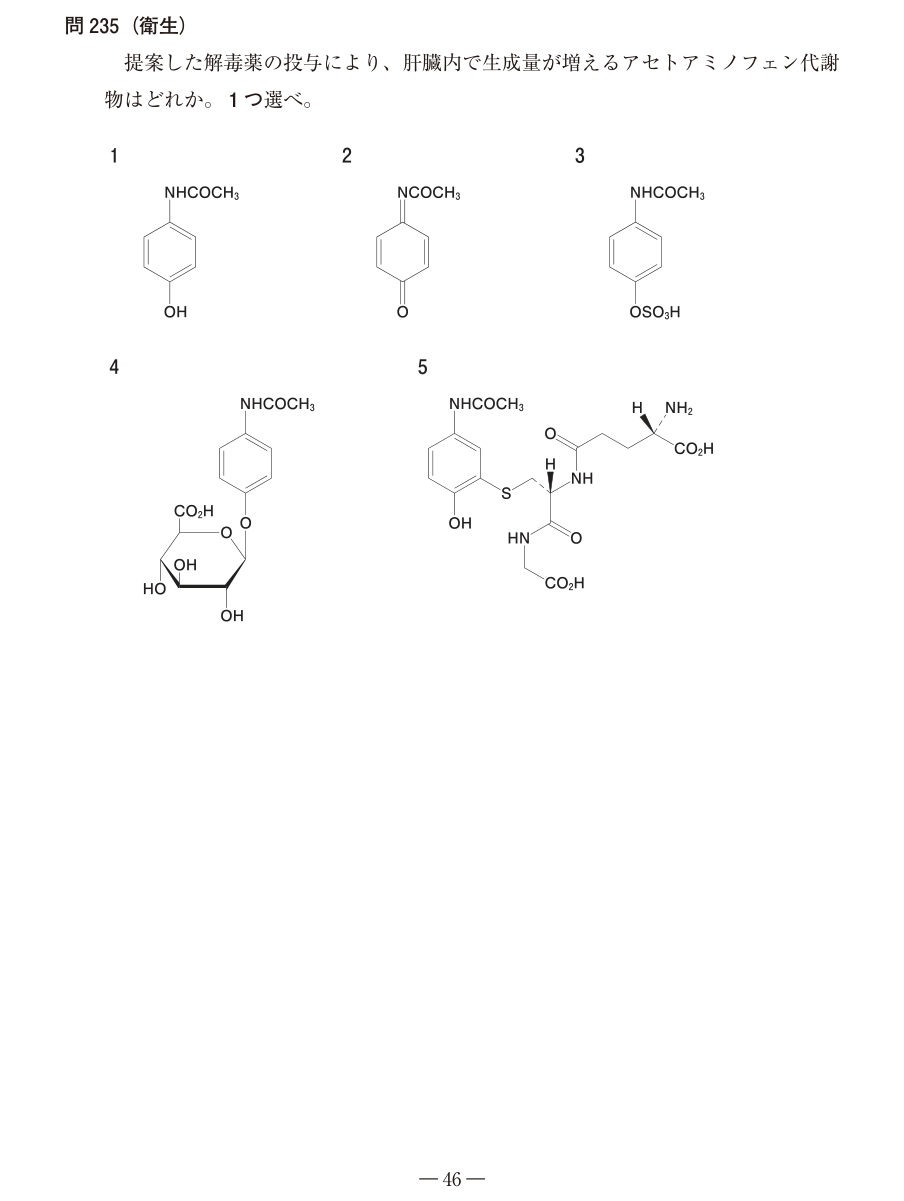 問 235（衛生）
提案した解毒薬の投与により、肝臓内で生成量が増えるアセトアミノフェン代謝
物はどれか。1つ選べ。
1
2
3
NHCOCH₃
NCOCH₃
NHCOCH₃
OH
O
OSO₃H
4
5
NHCOCH₃
NHCOCH₃
H
NH₂
O
CO₂H
H
NH
S
CO₂H
O
OH
O
HN
O
OH
HO
CO₂H
OH
― 46 ―